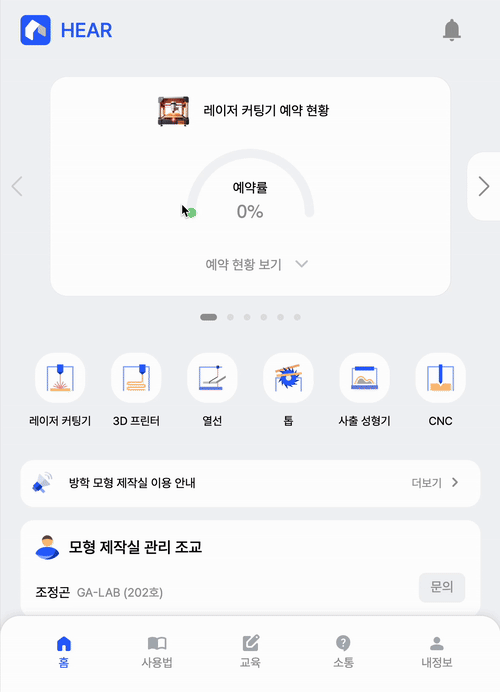 HEAR
레이저 커팅기 예약 현황
예약률
0%
예약 현황 보기
레이저 커팅기
3D 프린터
열선
톱
사출 성형기
CNC
방학 모형 제작실 이용 안내
더보기
모형 제작실 관리 조교
조정곤 GA-LAB (202호)
문의
홈
사용법
교육
소통
내정보